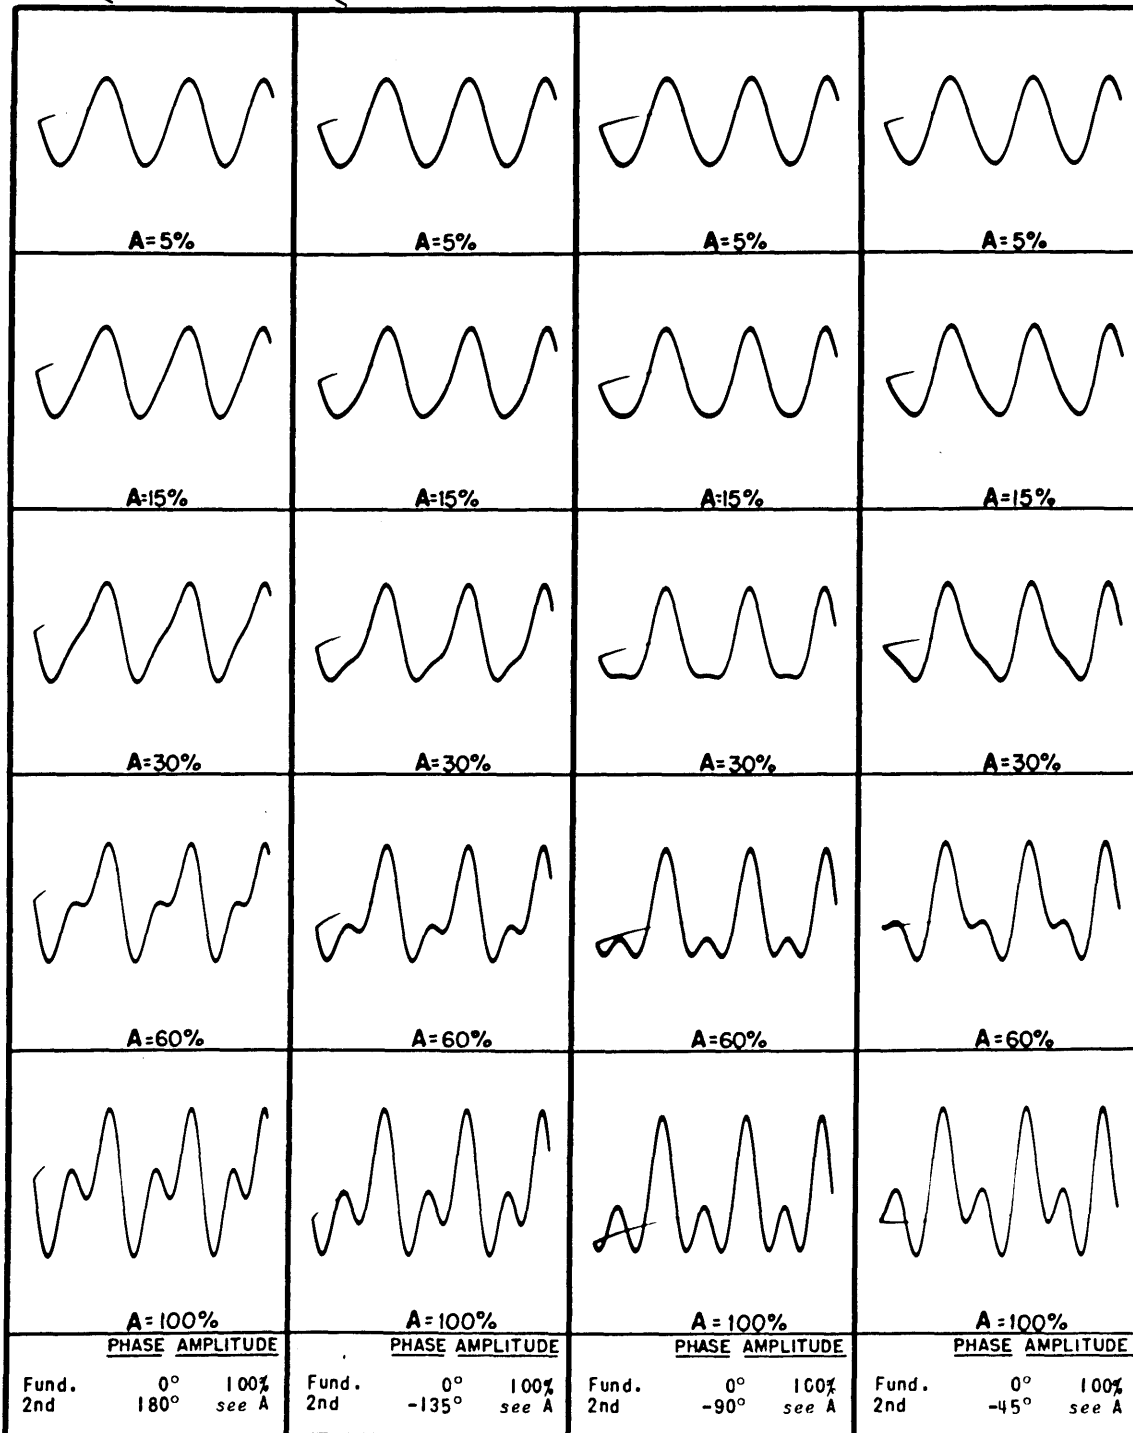 A=5% A=5% A=5% A=5%
A=15% A=15% A=15% A=15%
A=30% A=30% A=30% A=30%
A=60% A=60% A=60% A=60%
A=100% A=100% A=100% A=100%
PHASE AMPLITUDE PHASE AMPLITUDE PHASE AMPLITUDE PHASE AMPLITUDE
Fund. 0° 100% Fund. 0° 100% Fund. 0° 100% Fund. 0° 100%
2nd 180° see A 2nd -135° see A 2nd -90° see A 2nd -45° see A